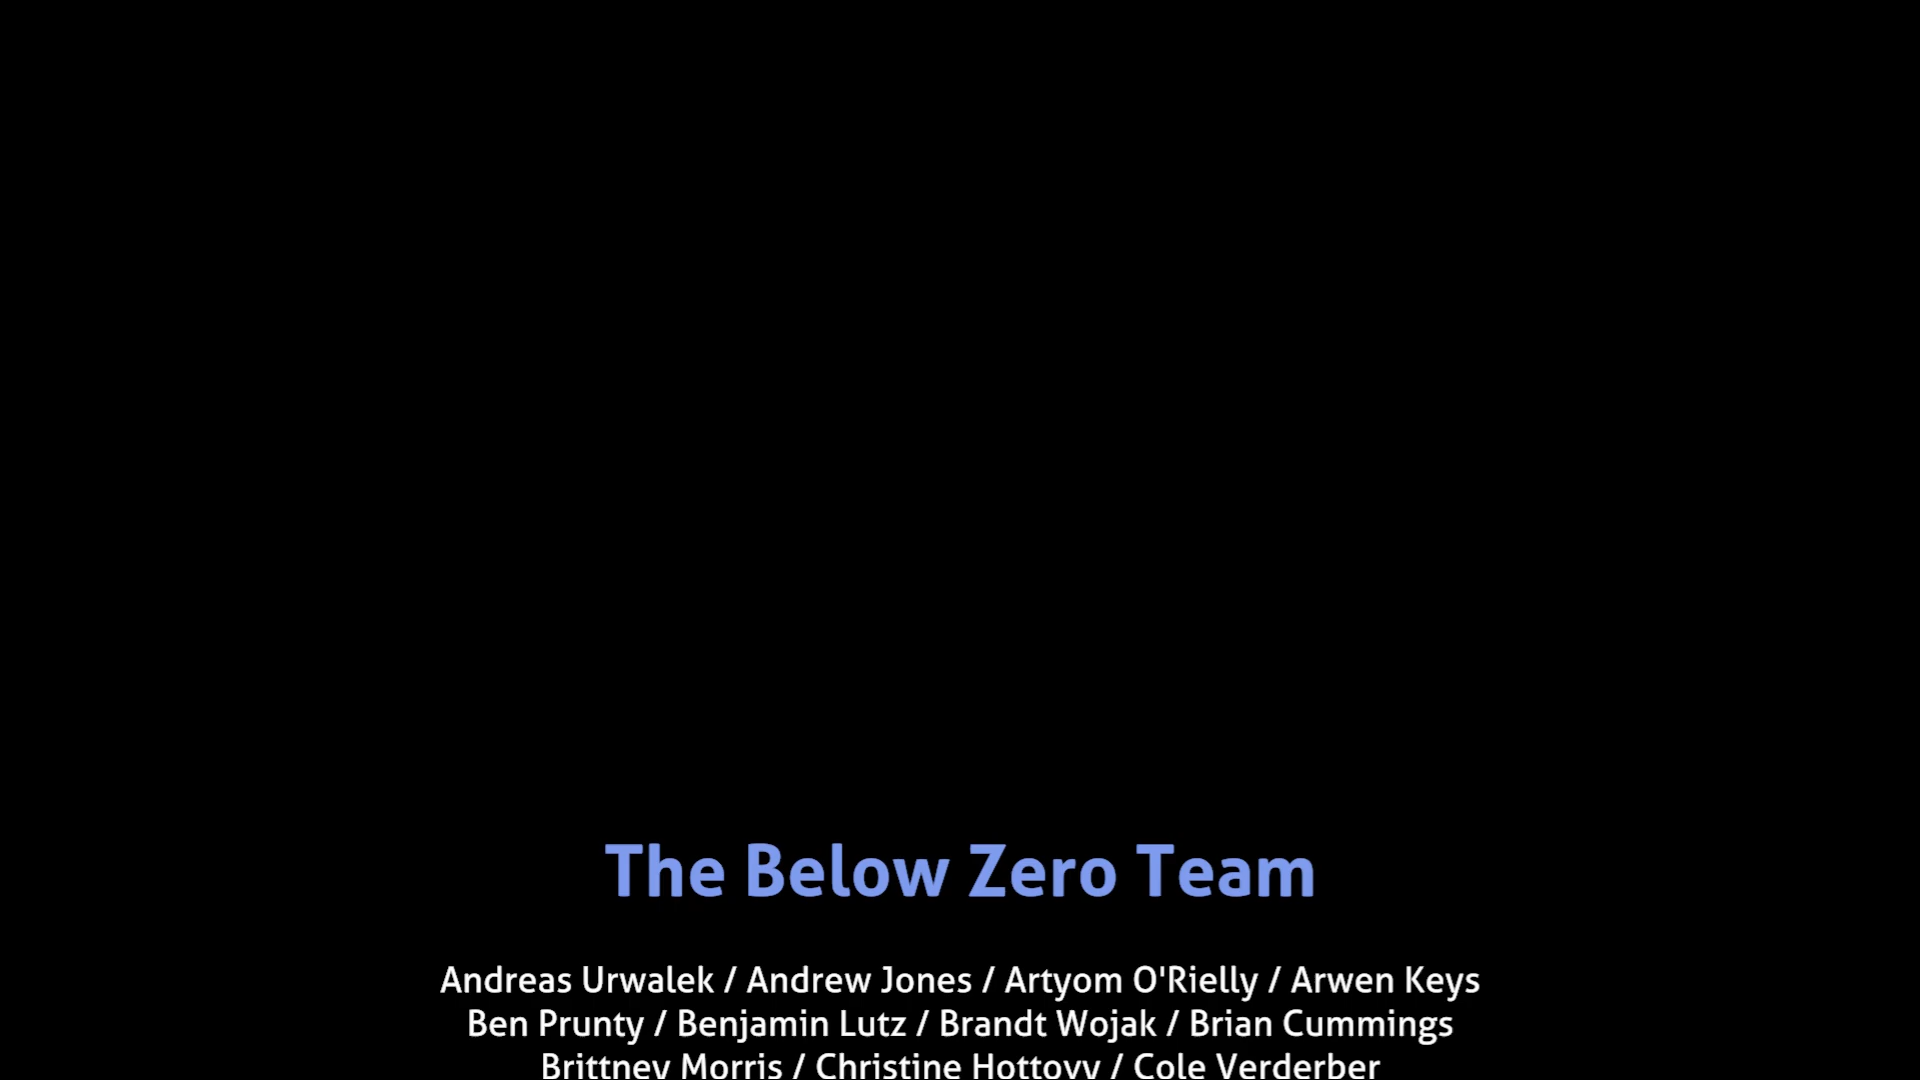 The Below Zero Team
Andreas Urwalek / Andrew Jones / Artyom O'Rielly / Arwen Keys
Ben Prunty / Benjamin Lutz / Brandt Wojak / Brian Cummings
Brittney Morris / Christine Hottovy / Cole Verderber